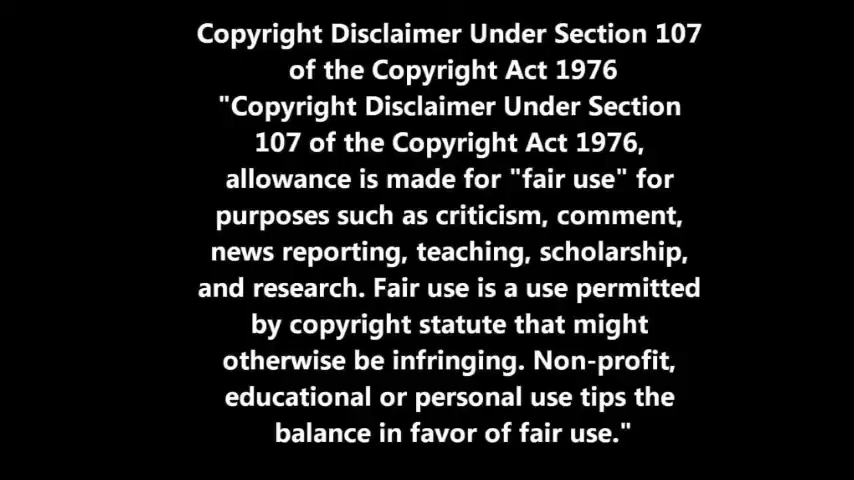 Copyright Disclaimer Under Section 107
of the Copyright Act 1976
"Copyright Disclaimer Under Section
107 of the Copyright Act 1976,
allowance is made for "fair use" for
purposes such as criticism, comment,
news reporting, teaching, scholarship,
and research. Fair use is a use permitted
by copyright statute that might
otherwise be infringing. Non-profit,
educational or personal use tips the
balance in favor of fair use."